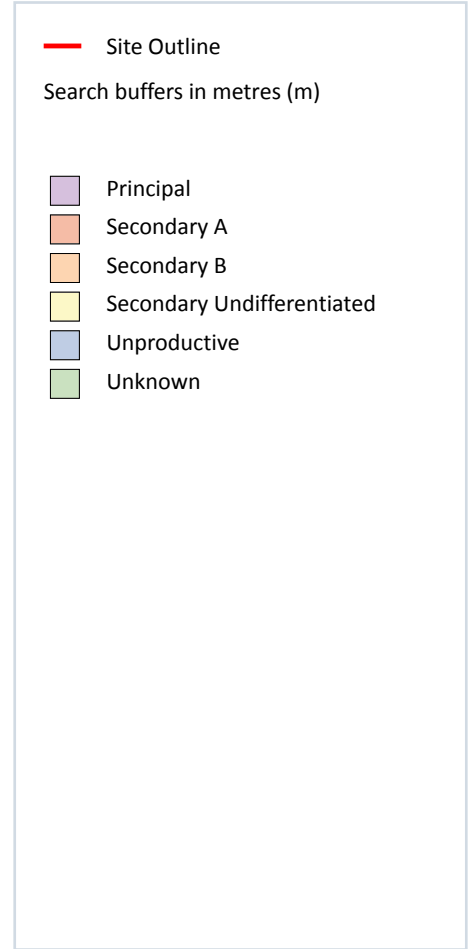 Site Outline
Search buffers in metres (m)
Principal
Secondary A
Secondary B
Secondary Undifferentiated
Unproductive
Unknown